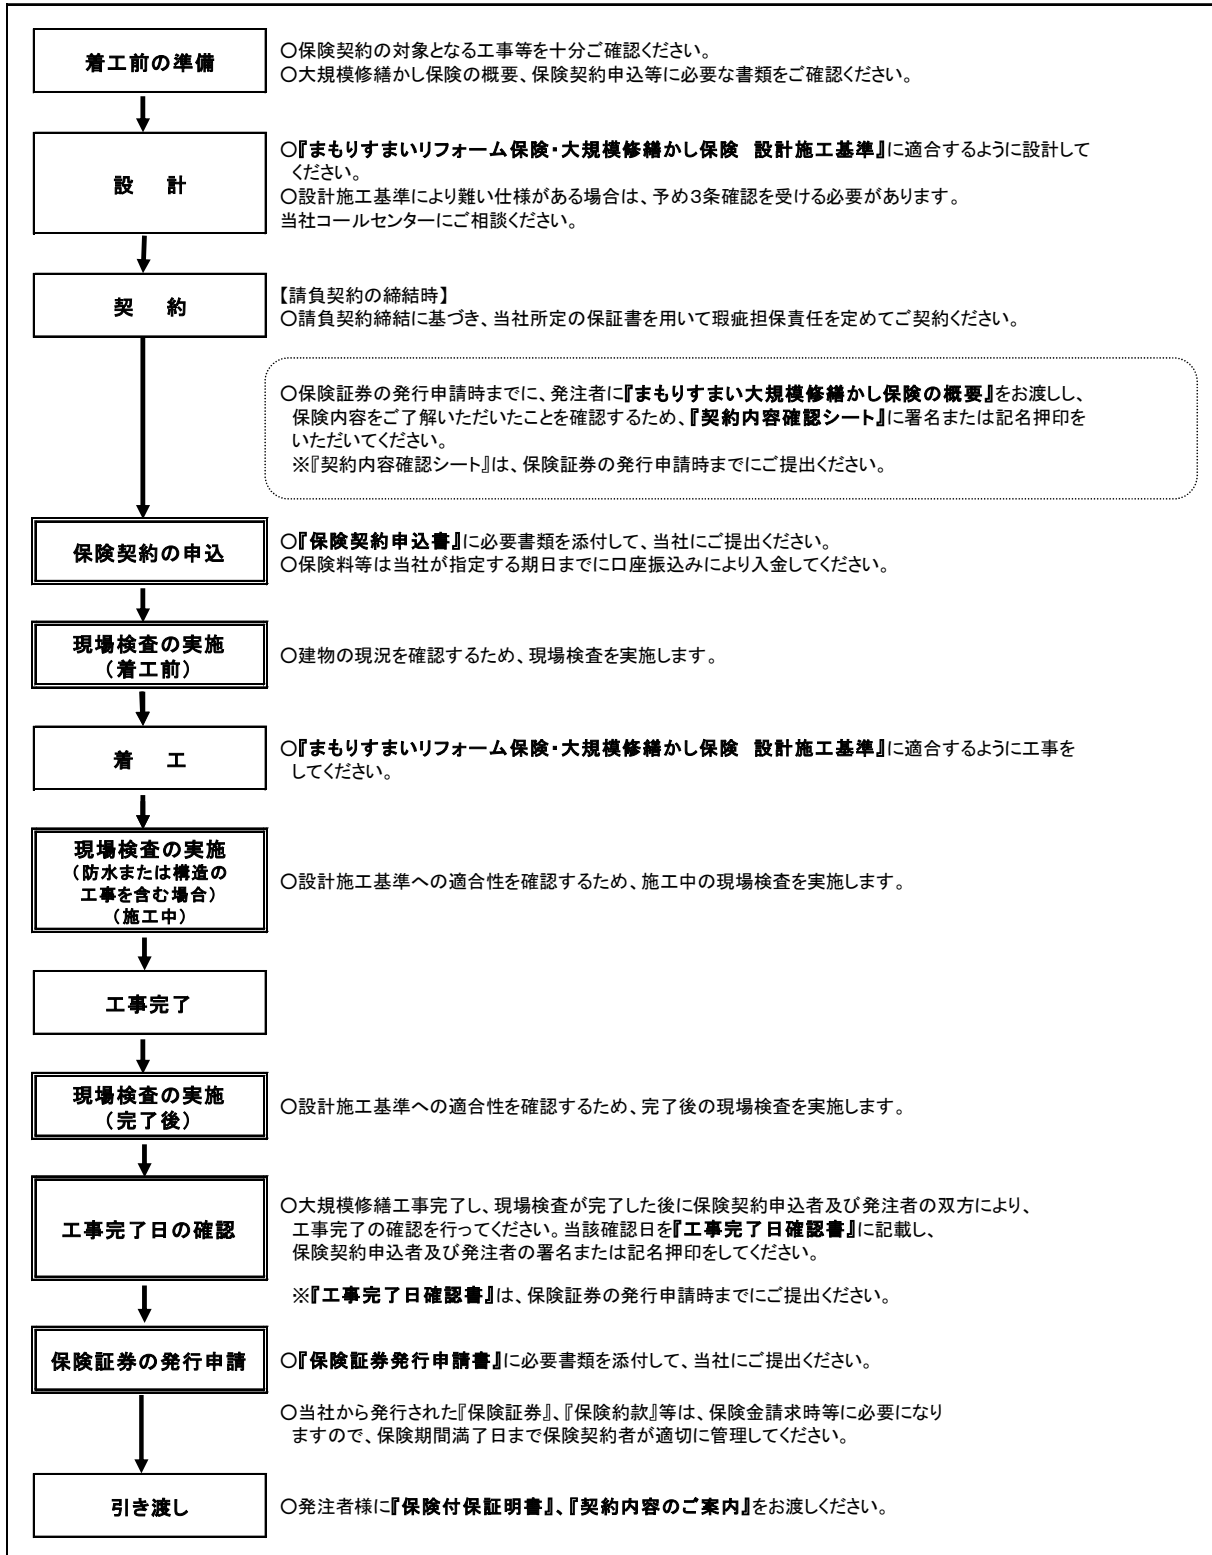 着工前の準備
〇保険契約の対象となる工事等を十分ご確認ください。
〇大規模修繕かし保険の概要、保険契約申込等に必要な書類をご確認ください。
設　計
〇『まもりすまいリフォーム保険・大規模修繕かし保険　設計施工基準』に適合するように設計して
ください。
〇設計施工基準により難い仕様がある場合は、予め３条確認を受ける必要があります。
当社コールセンターにご相談ください。
契　約
【請負契約の締結時】
〇請負契約締結に基づき、当社所定の保証書を用いて瑕疵担保責任を定めてご契約ください。
〇保険証券の発行申請時までに、発注者に『まもりすまい大規模修繕かし保険の概要』をお渡しし、
保険内容をご了解いただいたことを確認するため、『契約内容確認シート』に署名または記名押印を
いただいてください。
※『契約内容確認シート』は、保険証券の発行申請時までにご提出ください。
保険契約の申込
〇『保険契約申込書』に必要書類を添付して、当社にご提出ください。
〇保険料等は当社が指定する期日までに口座振込みにより入金してください。
現場検査の実施
（着工前）
〇建物の現況を確認するため、現場検査を実施します。
着　工
〇『まもりすまいリフォーム保険・大規模修繕かし保険　設計施工基準』に適合するように工事を
してください。
現場検査の実施
（防水または構造の
工事を含む場合）
（施工中）
〇設計施工基準への適合性を確認するため、施工中の現場検査を実施します。
工事完了
現場検査の実施
（完了後）
〇設計施工基準への適合性を確認するため、完了後の現場検査を実施します。
工事完了日の確認
〇大規模修繕工事完了し、現場検査が完了した後に保険契約申込者及び発注者の双方により、
工事完了の確認を行ってください。当該確認日を『工事完了日確認書』に記載し、
保険契約申込者及び発注者の署名または記名押印をしてください。
※『工事完了日確認書』は、保険証券の発行申請時までにご提出ください。
保険証券の発行申請
〇『保険証券発行申請書』に必要書類を添付して、当社にご提出ください。
〇当社から発行された『保険証券』、『保険約款』等は、保険金請求時等に必要になり
ますので、保険期間満了日まで保険契約者が適切に管理してください。
引き渡し
〇発注者様に『保険付保証明書』、『契約内容のご案内』をお渡しください。